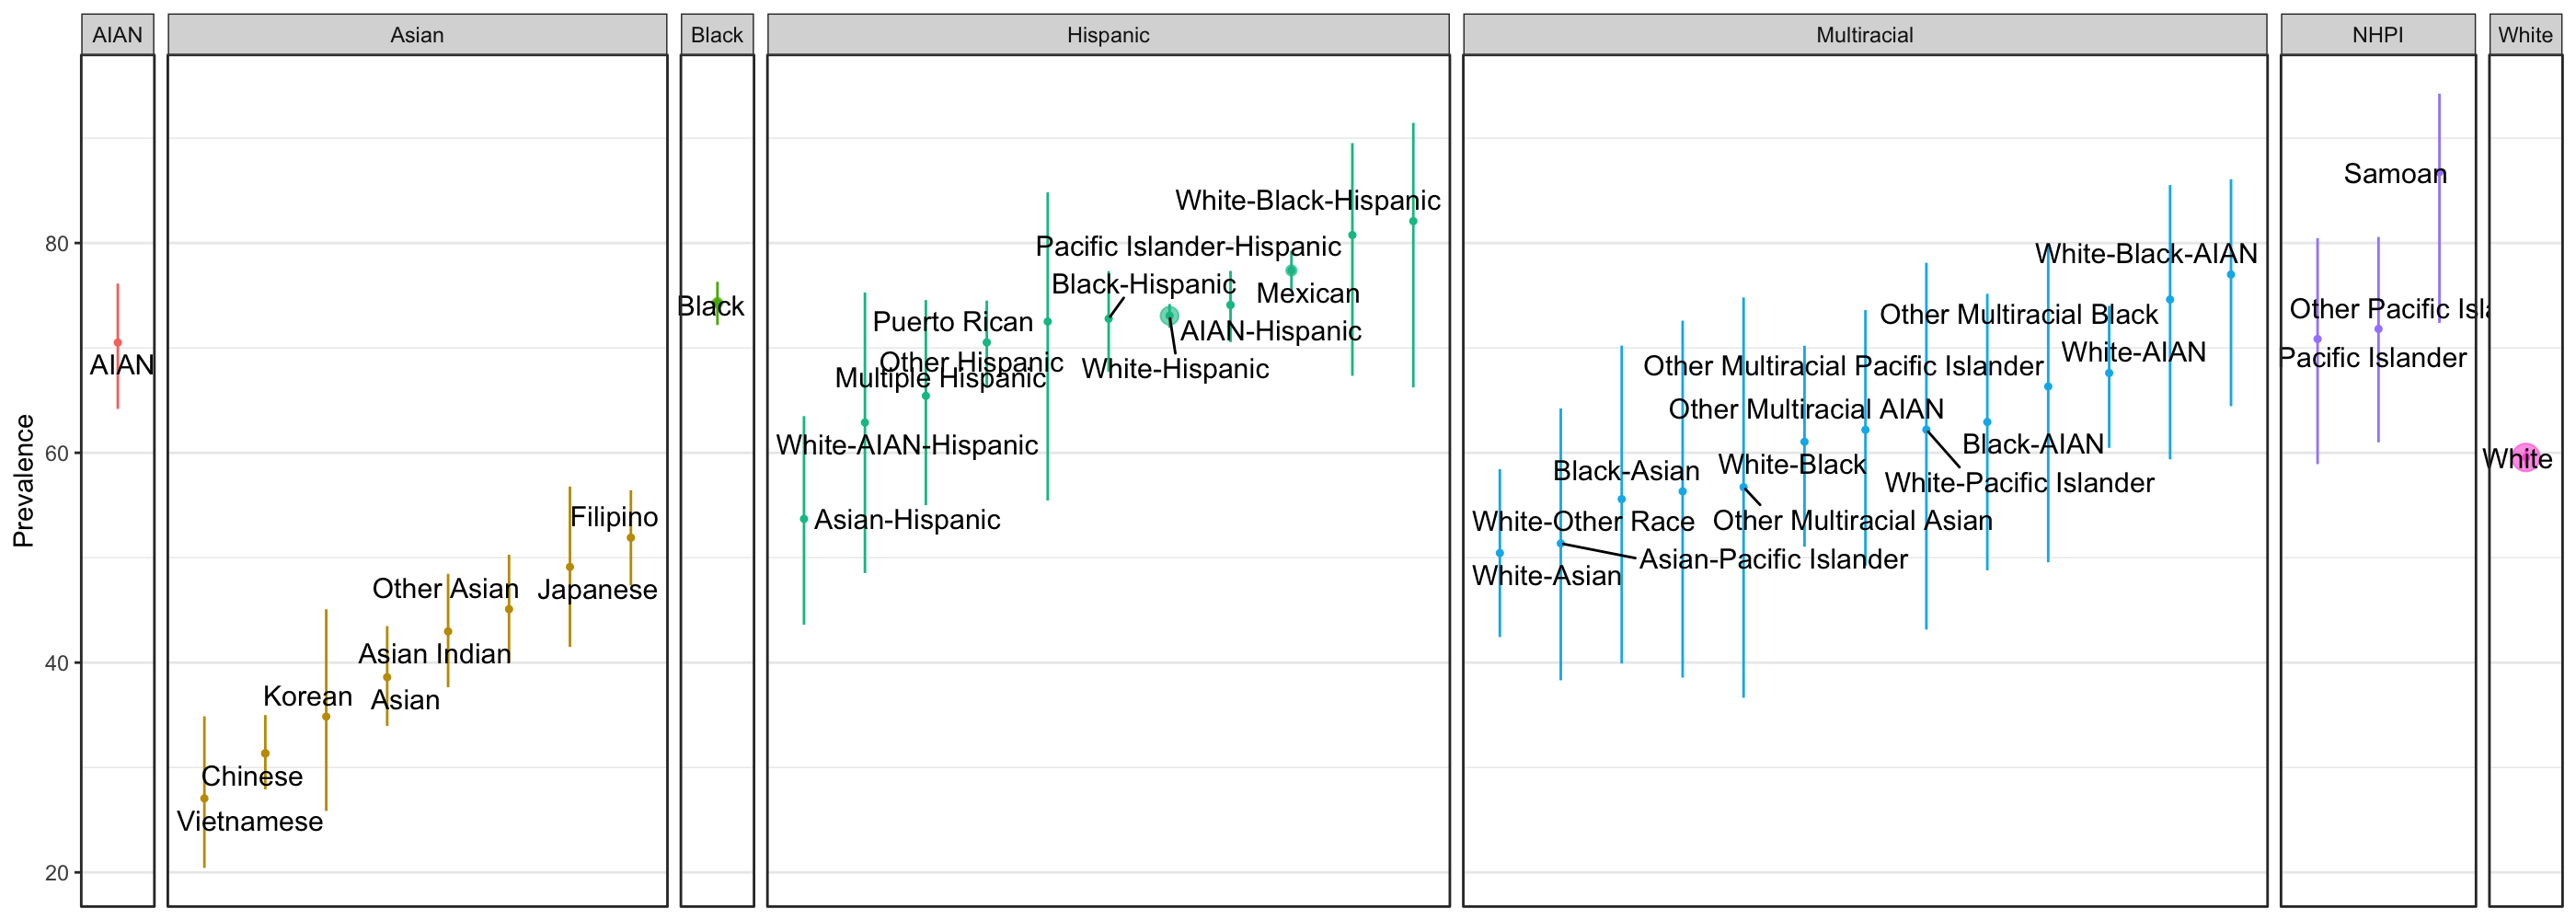 AIAN
Asian
Black
Hispanic
Multiracial
NHPI
White
Prevalence
80
60
40
20
AIAN
Filipino
Other Asian
Japanese
Asian Indian
Korean
Asian
Chinese
Vietnamese
Black
White-Black-Hispanic
Pacific Islander-Hispanic
Black-Hispanic
Mexican
Puerto Rican
AIAN-Hispanic
Other Hispanic
White-Hispanic
Multiple Hispanic
White-AIAN-Hispanic
Asian-Hispanic
White-Black-AIAN
Other Multiracial Black
White-AIAN
Other Multiracial Pacific Islander
Other Multiracial AIAN
Black-AIAN
White-Black
Black-Asian
White-Pacific Islander
White-Other Race
Other Multiracial Asian
Asian-Pacific Islander
White-Asian
Samoan
Other Pacific Isla
Pacific Islander
White